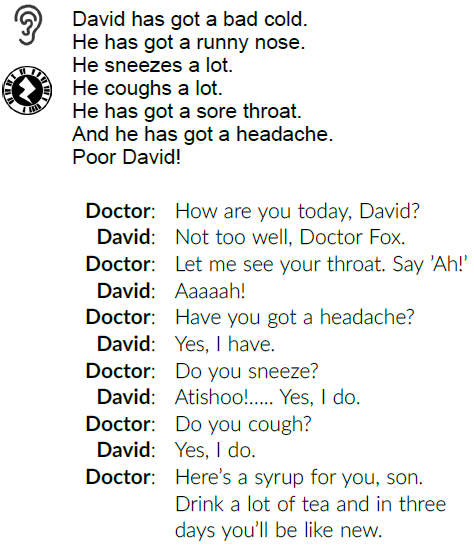 David has got a bad cold.
He has got a runny nose.
He sneezes a lot.
He coughs a lot.
He has got a sore throat.
And he has got a headache.
Poor David!
Doctor: How are you today, David?
David: Not too well, Doctor Fox.
Doctor: Let me see your throat. Say ’Ah!’
David: Aaaaah!
Doctor: Have you got a headache?
David: Yes, I have.
Doctor: Do you sneeze?
David: Atishoo!..... Yes, I do.
Doctor: Do you cough?
David: Yes, I do.
Doctor: Here’s a syrup for you, son.
Drink a lot of tea and in three
days you’ll be like new.